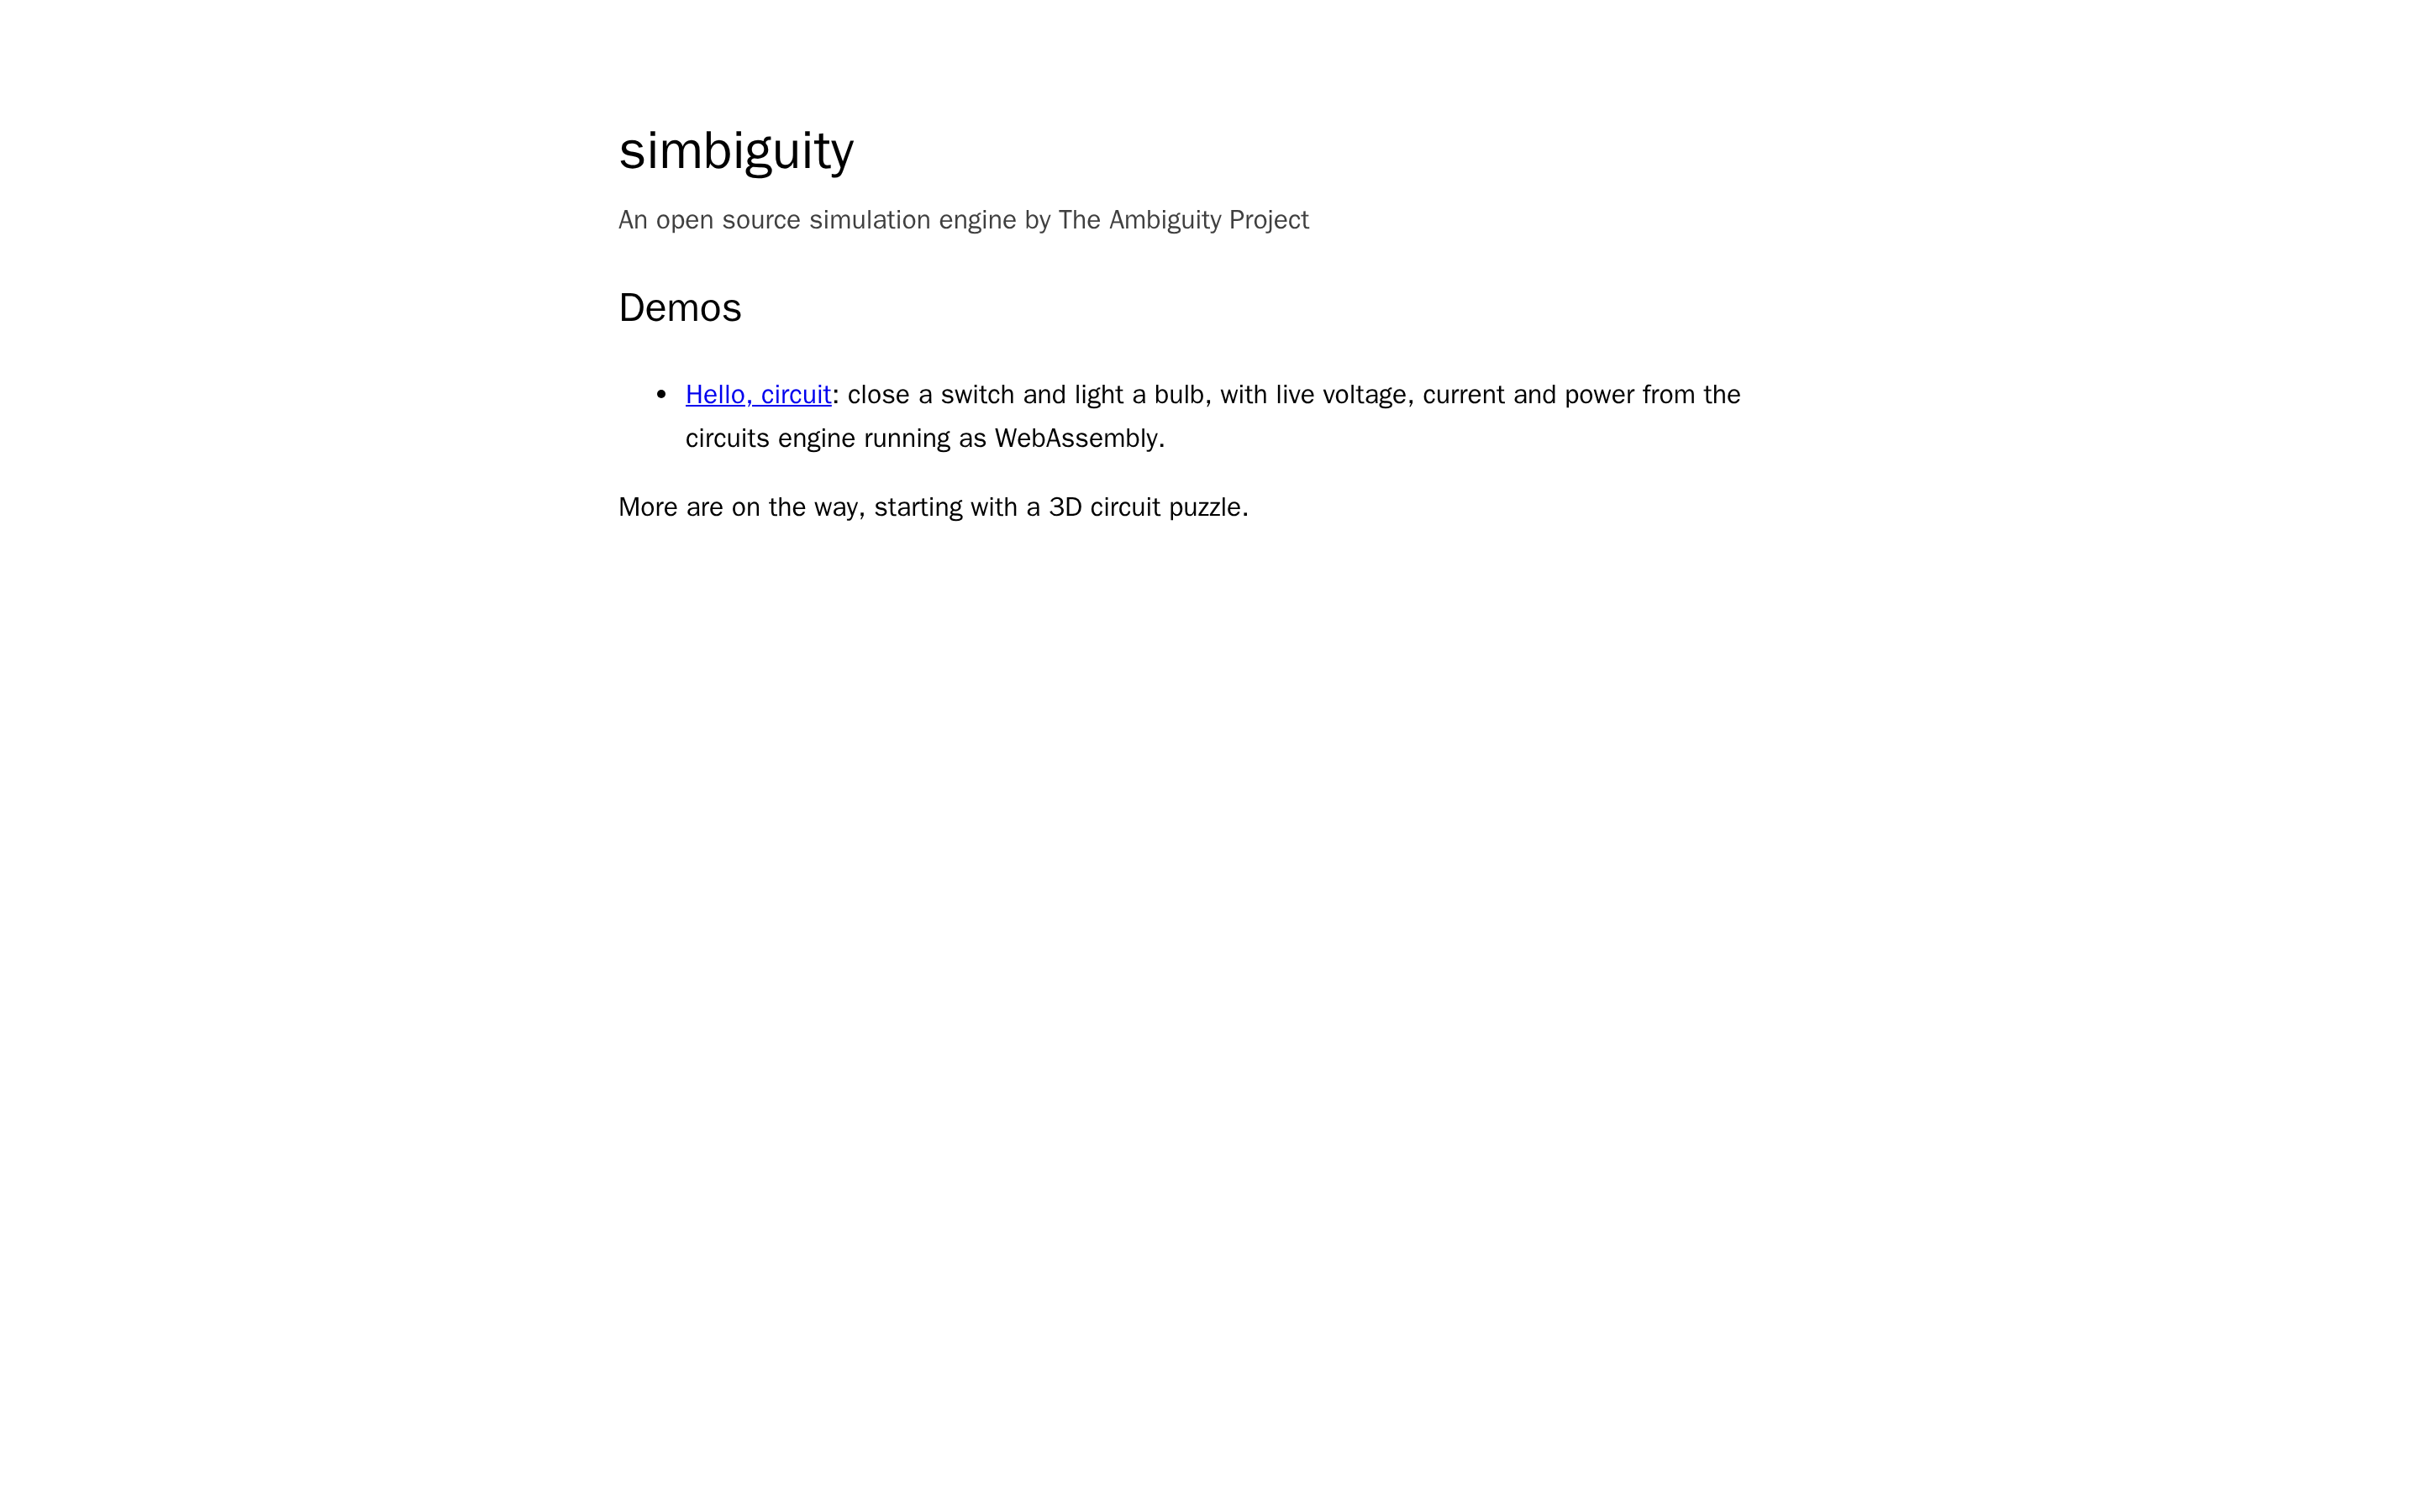 simbiguity
An open source simulation engine by The Ambiguity Project
Demos
• Hello, circuit: close a switch and light a bulb, with live voltage, current and power from the
circuits engine running as WebAssembly.
More are on the way, starting with a 3D circuit puzzle.